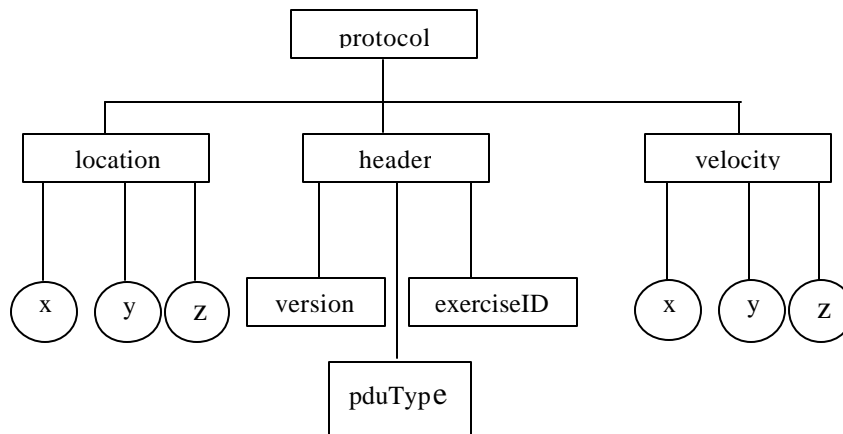 protocol
location
header
velocity
x
y
z
version
exerciseID
x
y
z
pduType